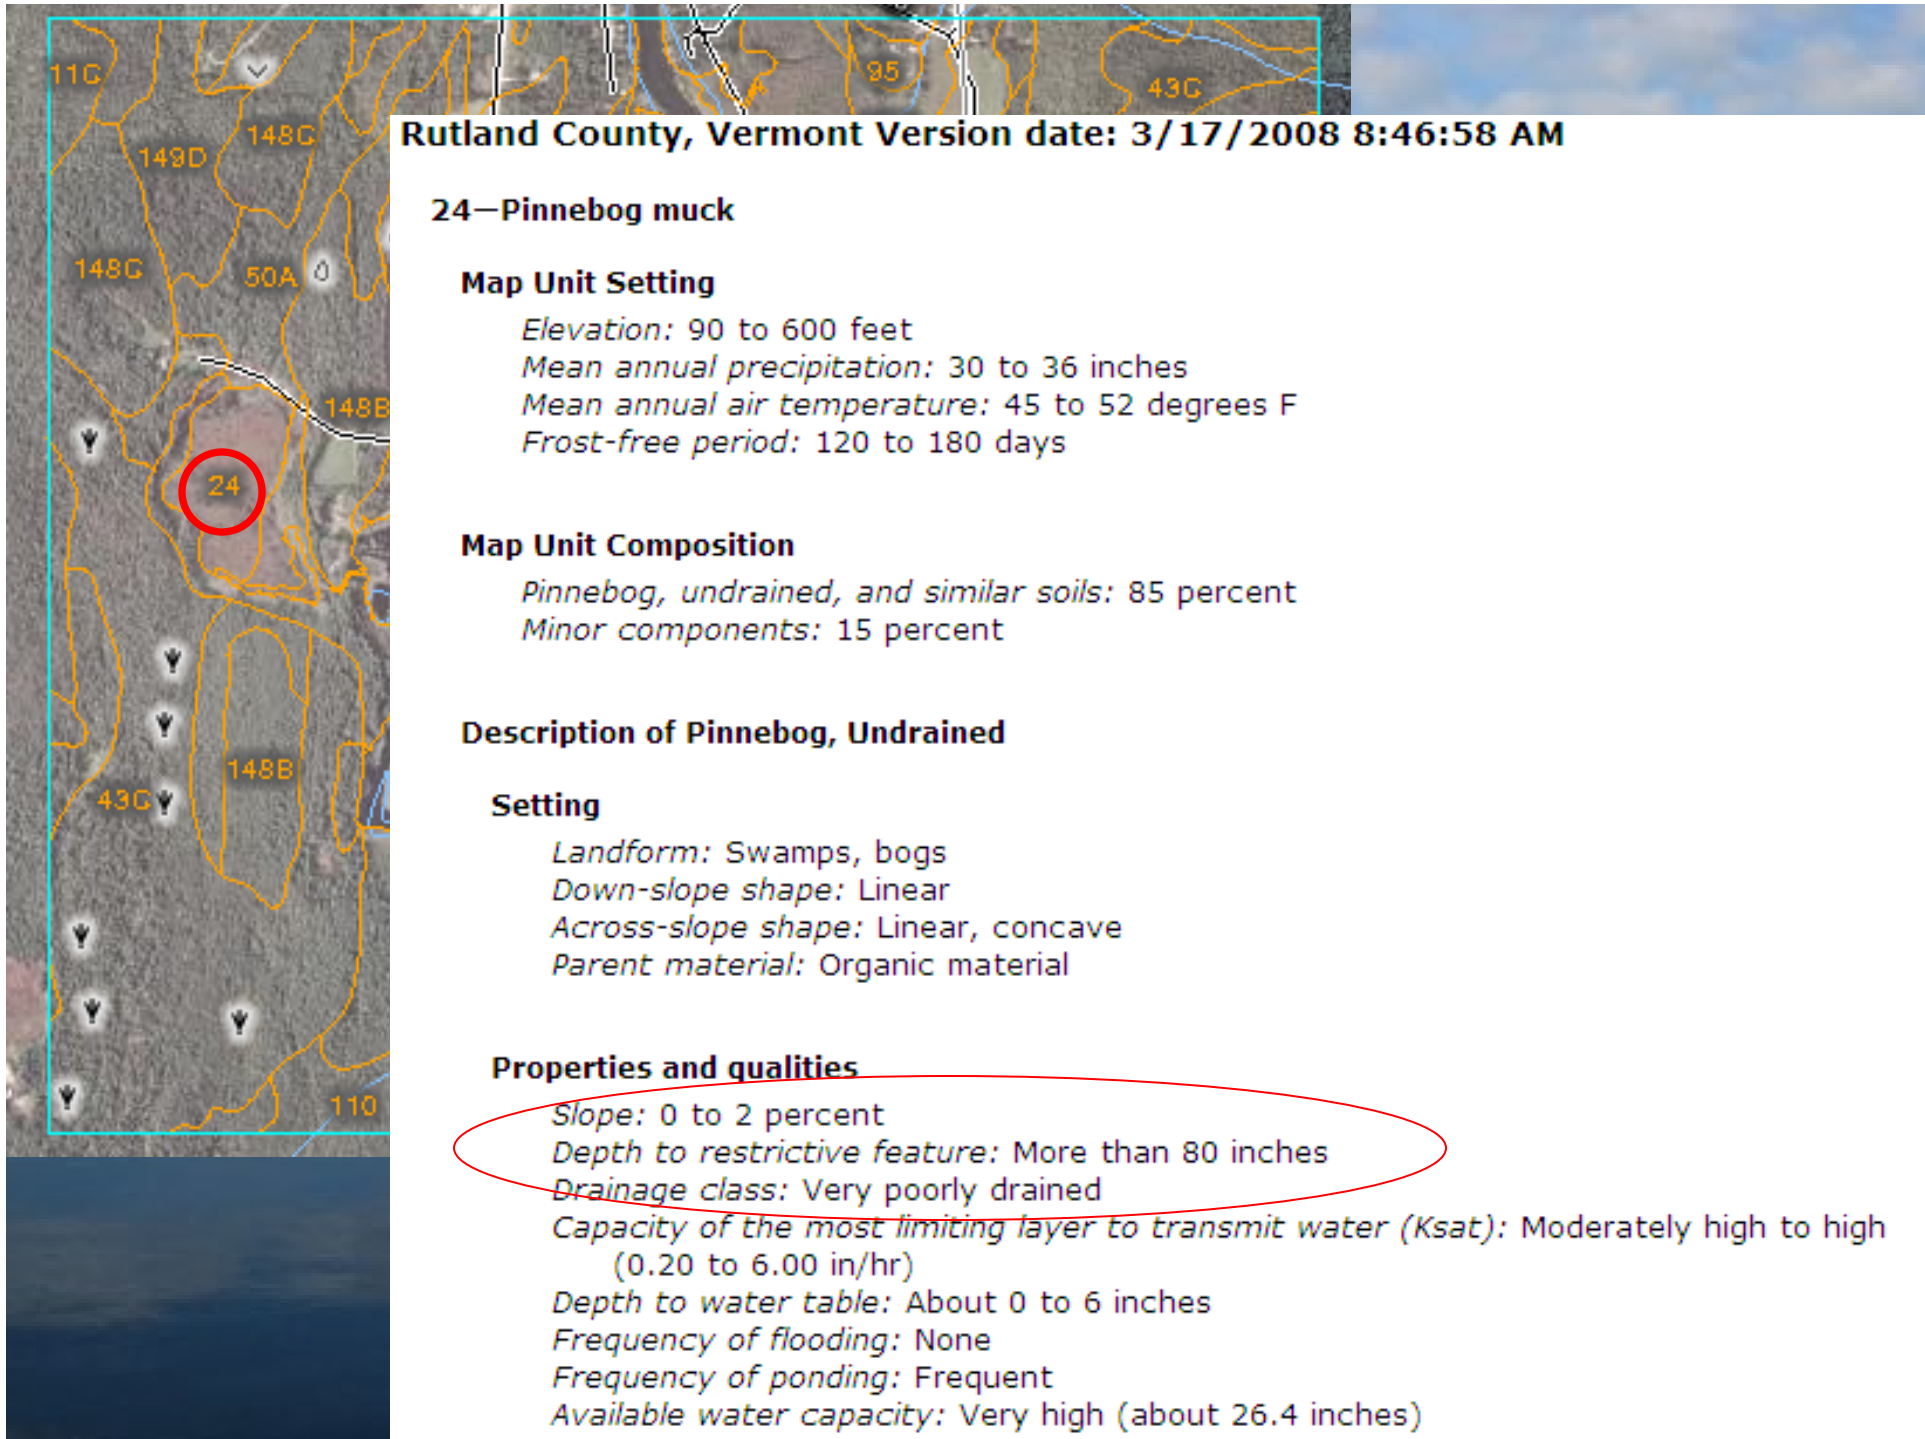 11C
95
43C
148C
149D
148C
50A
148B
24
148B
43C
110
Rutland County, Vermont Version date: 3/17/2008 8:46:58 AM
24—Pinnebog muck
Map Unit Setting
Elevation: 90 to 600 feet
Mean annual precipitation: 30 to 36 inches
Mean annual air temperature: 45 to 52 degrees F
Frost-free period: 120 to 180 days
Map Unit Composition
Pinnebog, undrained, and similar soils: 85 percent
Minor components: 15 percent
Description of Pinnebog, Undrained
Setting
Landform: Swamps, bogs
Down-slope shape: Linear
Across-slope shape: Linear, concave
Parent material: Organic material
Properties and qualities
Slope: 0 to 2 percent
Depth to restrictive feature: More than 80 inches
Drainage class: Very poorly drained
Capacity of the most limiting layer to transmit water (Ksat): Moderately high to high
(0.20 to 6.00 in/hr)
Depth to water table: About 0 to 6 inches
Frequency of flooding: None
Frequency of ponding: Frequent
Available water capacity: Very high (about 26.4 inches)